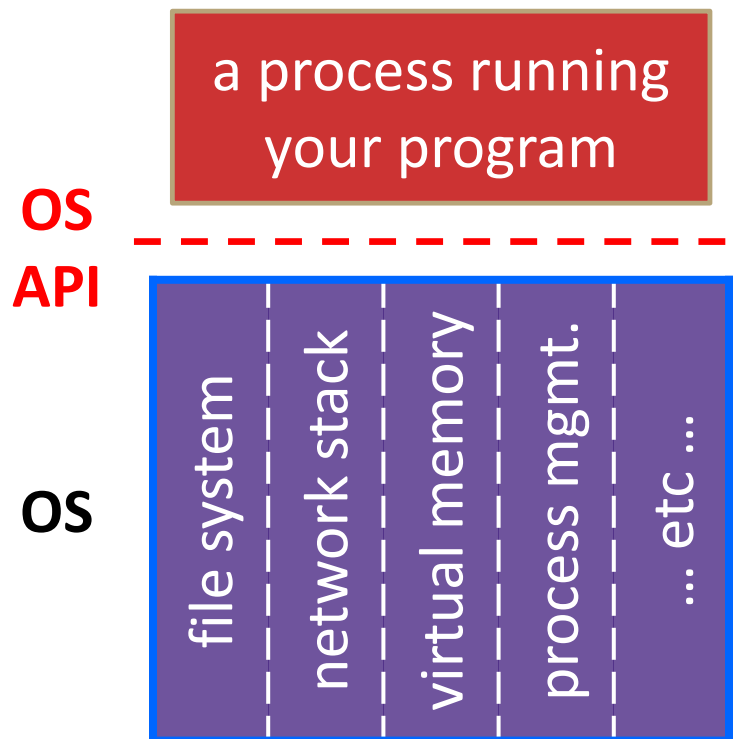 a process running
your program
OS
API
OS
file system
network stack
virtual memory
process mgmt.
... etc ...